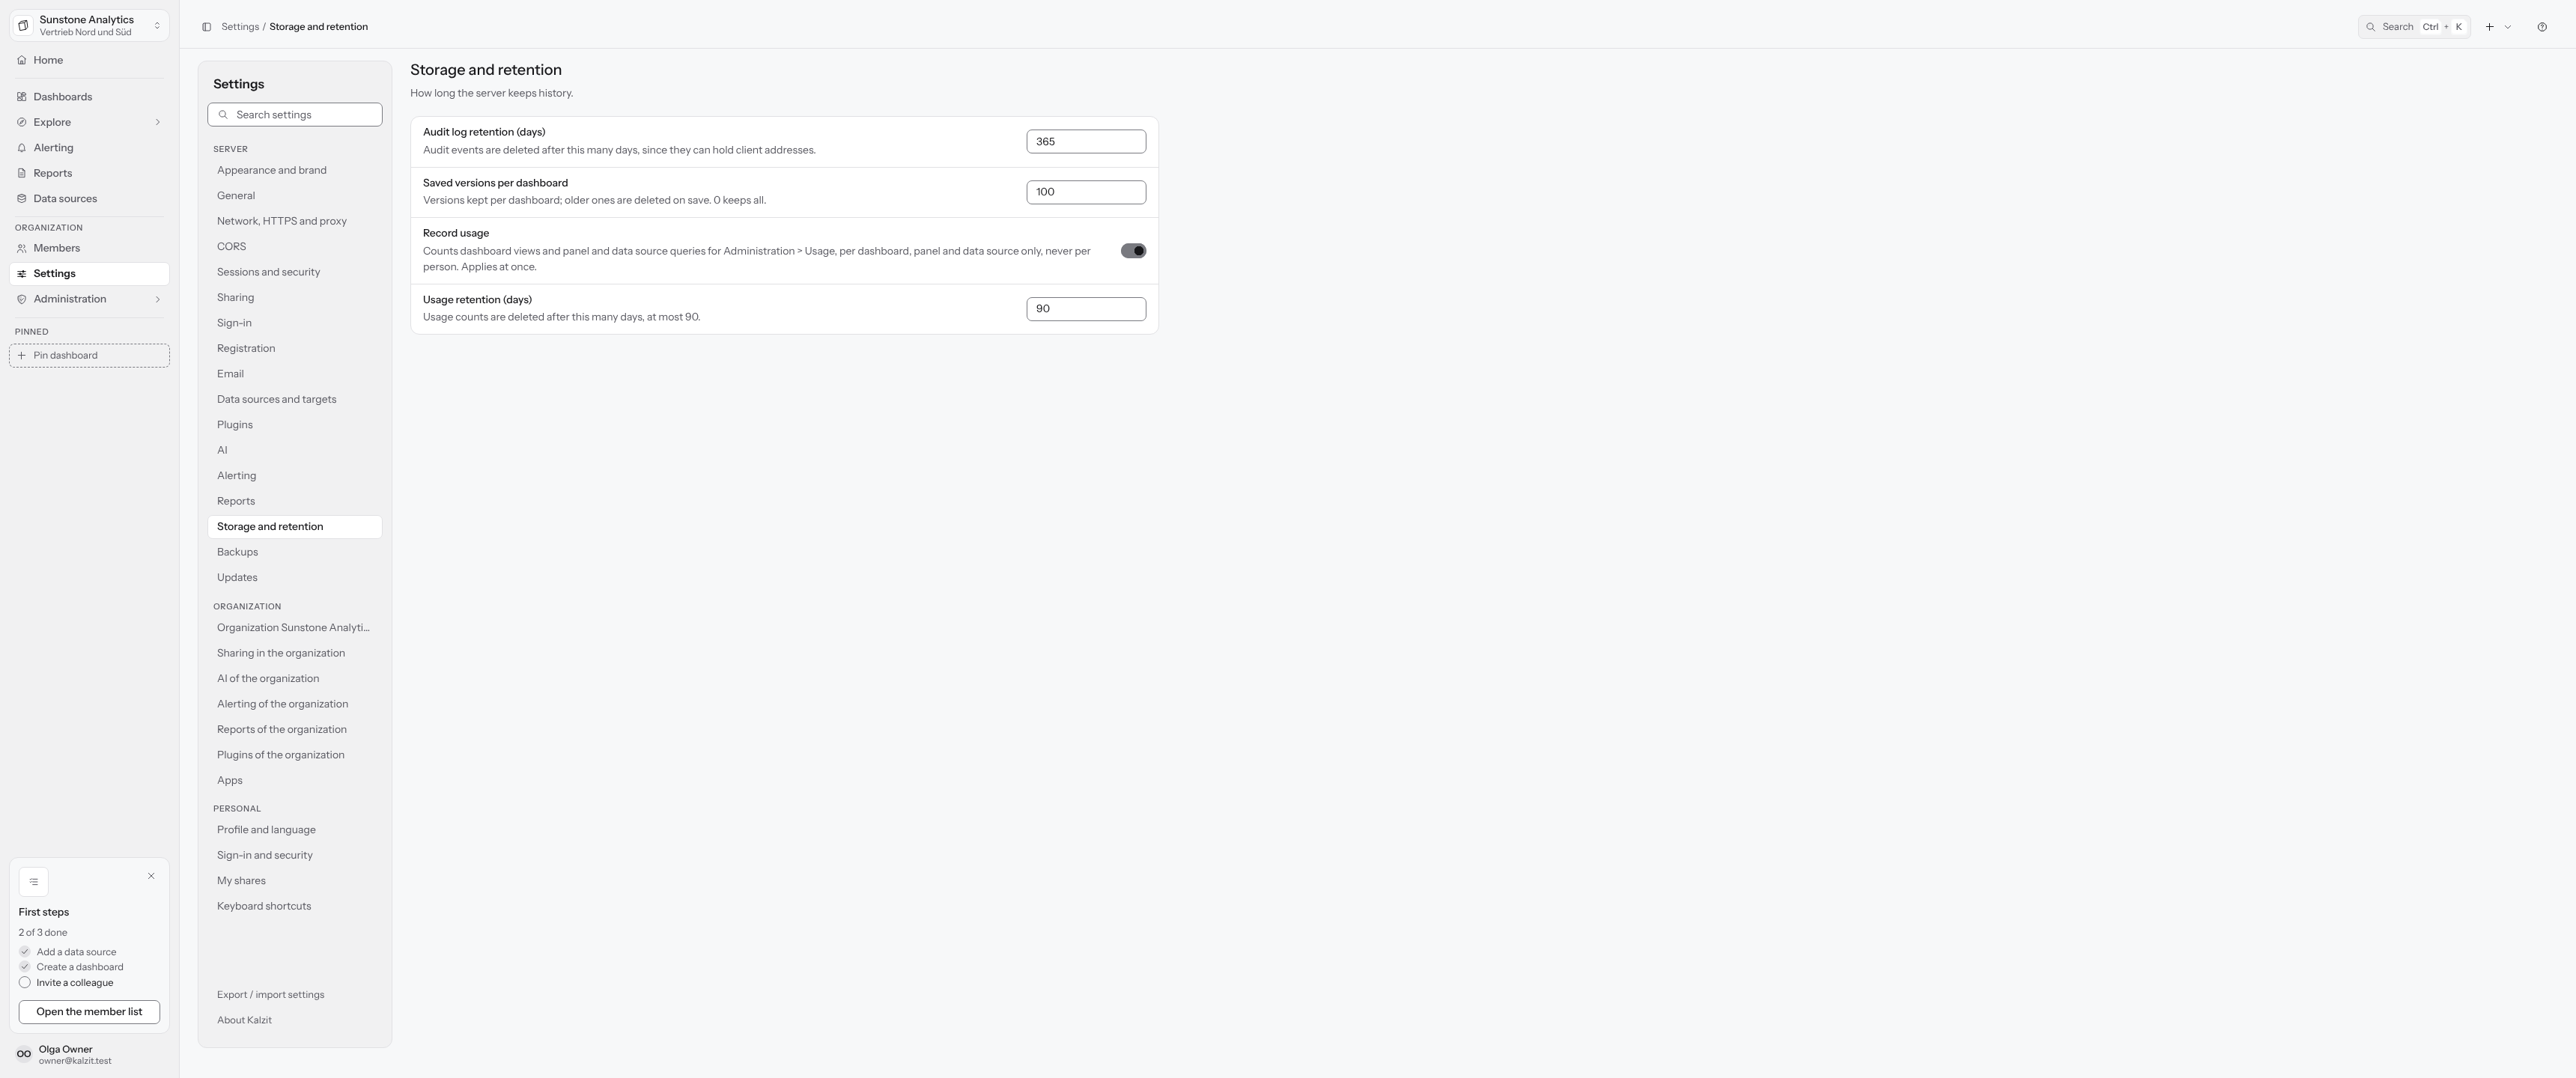 Sunstone Analytics
Vertrieb Nord und Süd
Home
Dashboards
Explore
Alerting
Reports
Data sources
ORGANIZATION
Members
Settings
Administration
PINNED
Pin dashboard
First steps
2 of 3 done
Add a data source
Create a dashboard
Invite a colleague
Open the member list
OO
Olga Owner
owner@kalzit.test
Settings / Storage and retention
Search Ctrl + K
Settings
Search settings
SERVER
Appearance and brand
General
Network, HTTPS and proxy
CORS
Sessions and security
Sharing
Sign-in
Registration
Email
Data sources and targets
Plugins
AI
Alerting
Reports
Storage and retention
Backups
Updates
ORGANIZATION
Organization Sunstone Analyti...
Sharing in the organization
AI of the organization
Alerting of the organization
Reports of the organization
Plugins of the organization
Apps
PERSONAL
Profile and language
Sign-in and security
My shares
Keyboard shortcuts
Export / import settings
About Kalzit
Storage and retention
How long the server keeps history.
Audit log retention (days)
Audit events are deleted after this many days, since they can hold client addresses.
365
Saved versions per dashboard
Versions kept per dashboard; older ones are deleted on save. 0 keeps all.
100
Record usage
Counts dashboard views and panel and data source queries for Administration > Usage, per dashboard, panel and data source only, never per
person. Applies at once.
Usage retention (days)
Usage counts are deleted after this many days, at most 90.
90